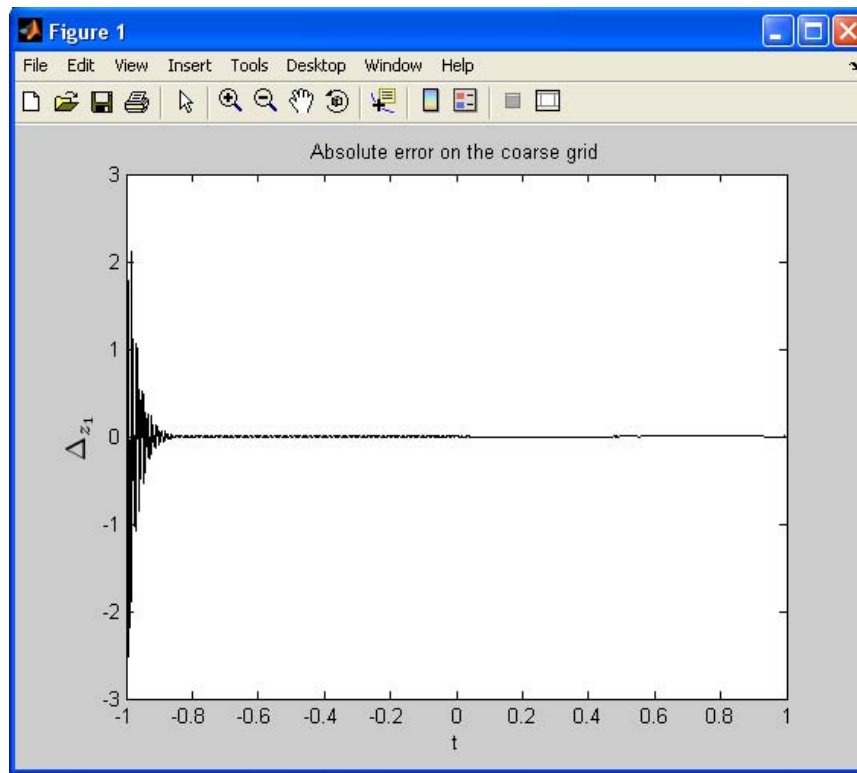 Figure 1
File Edit View Insert Tools Desktop Window Help
Absolute error on the coarse grid
3
2
1
0
-1
-2
-3
Δz₁
-1 -0.8 -0.6 -0.4 -0.2 0 0.2 0.4 0.6 0.8 1
t